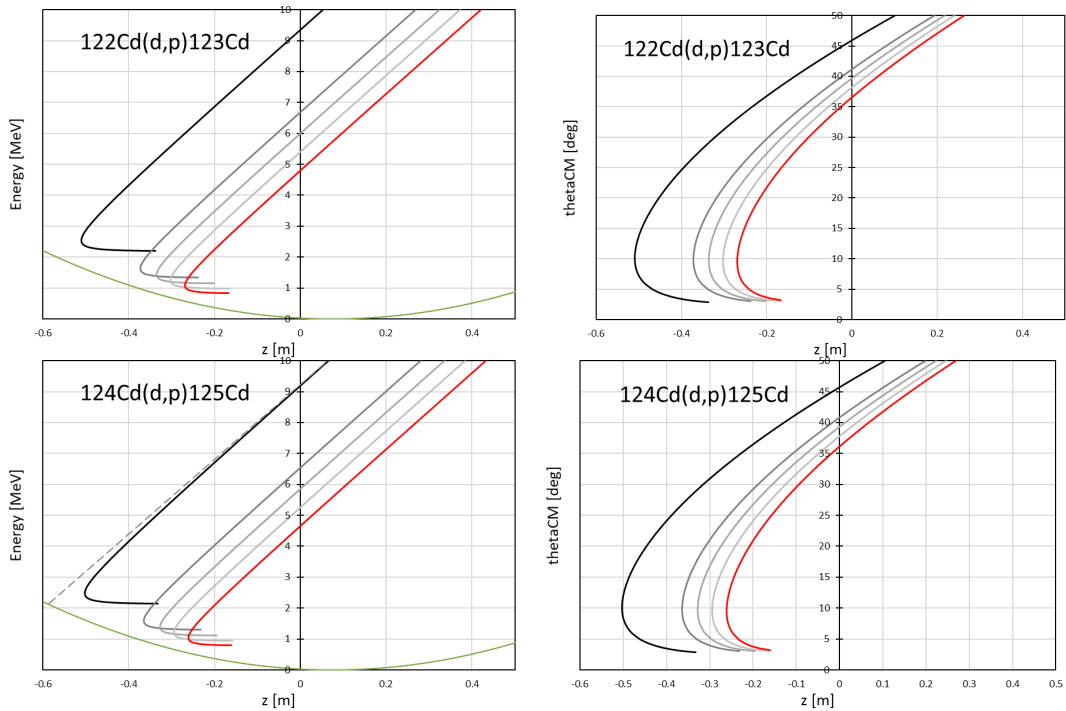 122Cd(d,p)123Cd
Energy [MeV]
10
9
8
7
6
5
4
3
2
1
0
-0.6 -0.4 -0.2 0 0.2 0.4
z [m]
122Cd(d,p)123Cd
thetaCM [deg]
50
45
40
35
30
25
20
15
10
5
0
-0.6 -0.4 -0.2 0 0.2 0.4
z [m]
124Cd(d,p)125Cd
Energy [MeV]
10
9
8
7
6
5
4
3
2
1
0
-0.6 -0.4 -0.2 0 0.2 0.4
z [m]
124Cd(d,p)125Cd
thetaCM [deg]
50
45
40
35
30
25
20
15
10
5
0
-0.6 -0.5 -0.4 -0.3 -0.2 -0.1 0 0.1 0.2 0.3 0.4 0.5
z [m]